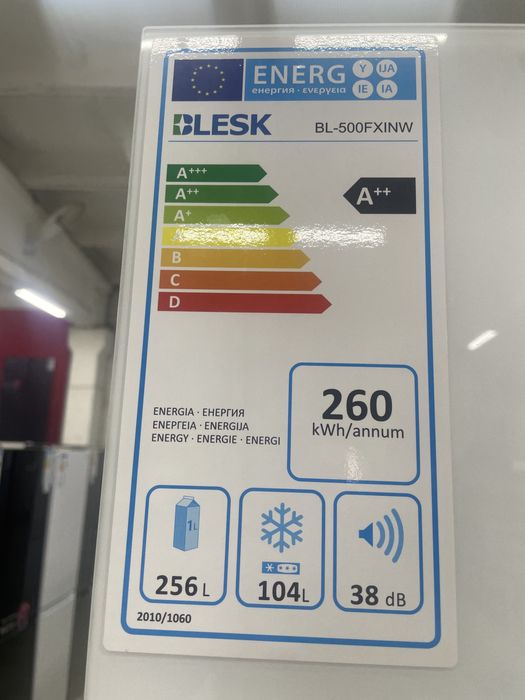 ENERG Y IJA
енергия · ενεργεια IE IA
BLESK BL-500FXINW
A+++
A++
A++
A+
A
B
C
D
260
kWh/annum
ENERGIA · ЕНЕРГИЯ
ΕΝΕΡΓΕΙΑ · ENERGIJA
ENERGY · ENERGIE · ENERGI
1L
256 L
104L
38 dB
2010/1060